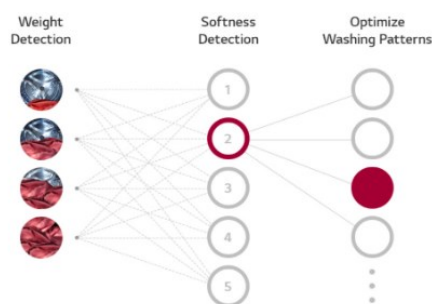 Weight
Detection
Softness
Detection
Optimize
Washing Patterns
1
2
3
4
5